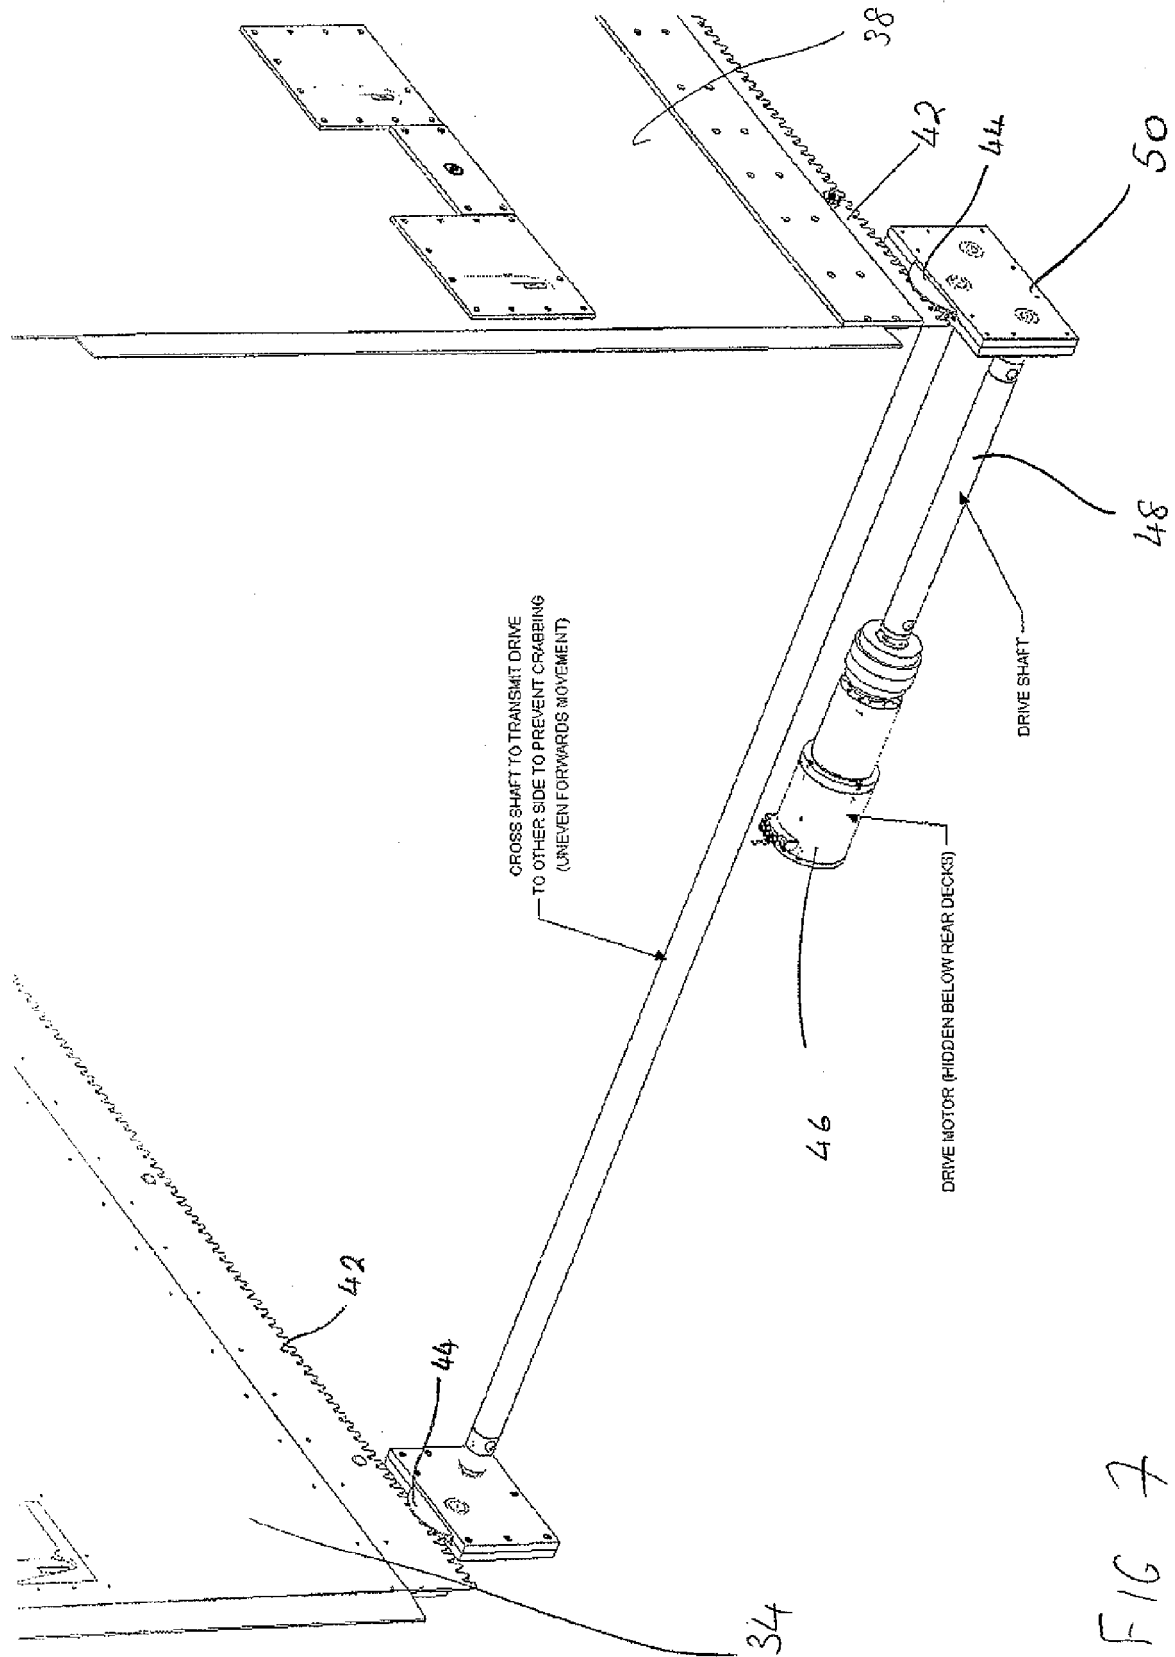 38
42
44
50
CROSS SHAFT TO TRANSMIT DRIVE
TO OTHER SIDE TO PREVENT CRABBING
(UNEVEN FORWARDS MOVEMENT)
48
DRIVE SHAFT
46
DRIVE MOTOR (HIDDEN BELOW REAR DECKS)
42
44
34
FIG 7